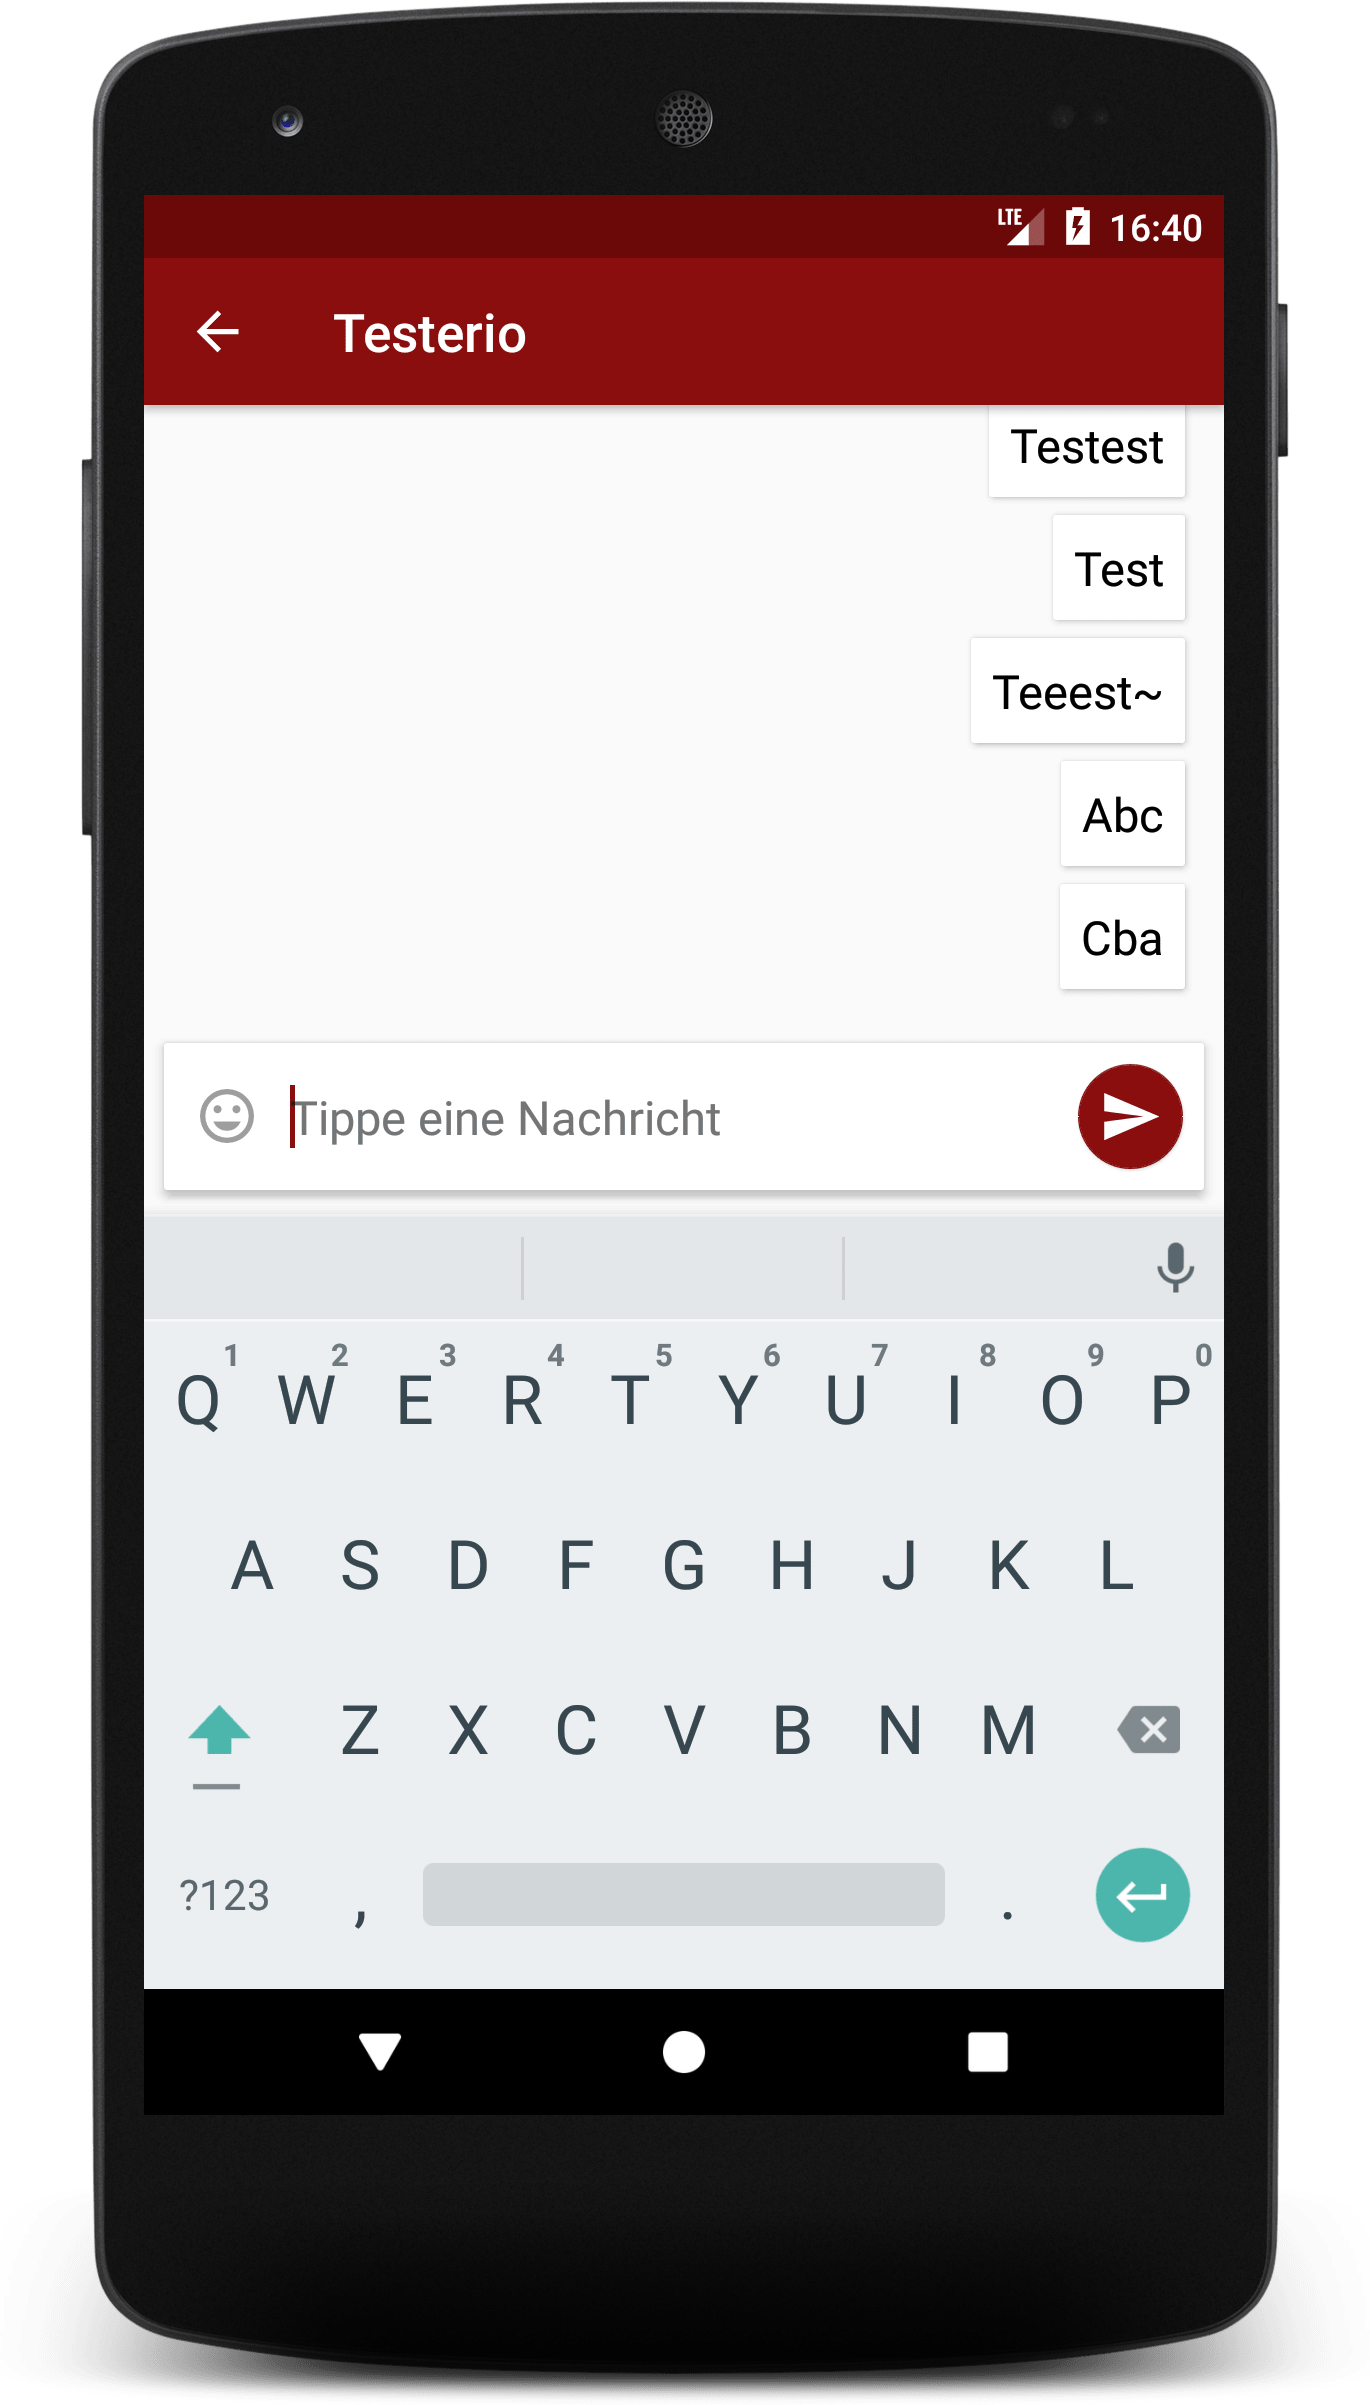 LTE 16:40
Testerio
Testest
Test
Teeest~
Abc
Cba
Tippe eine Nachricht
1 2 3 4 5 6 7 8 9 0
Q W E R T Y U I O P
A S D F G H J K L
Z X C V B N M
?123 , .